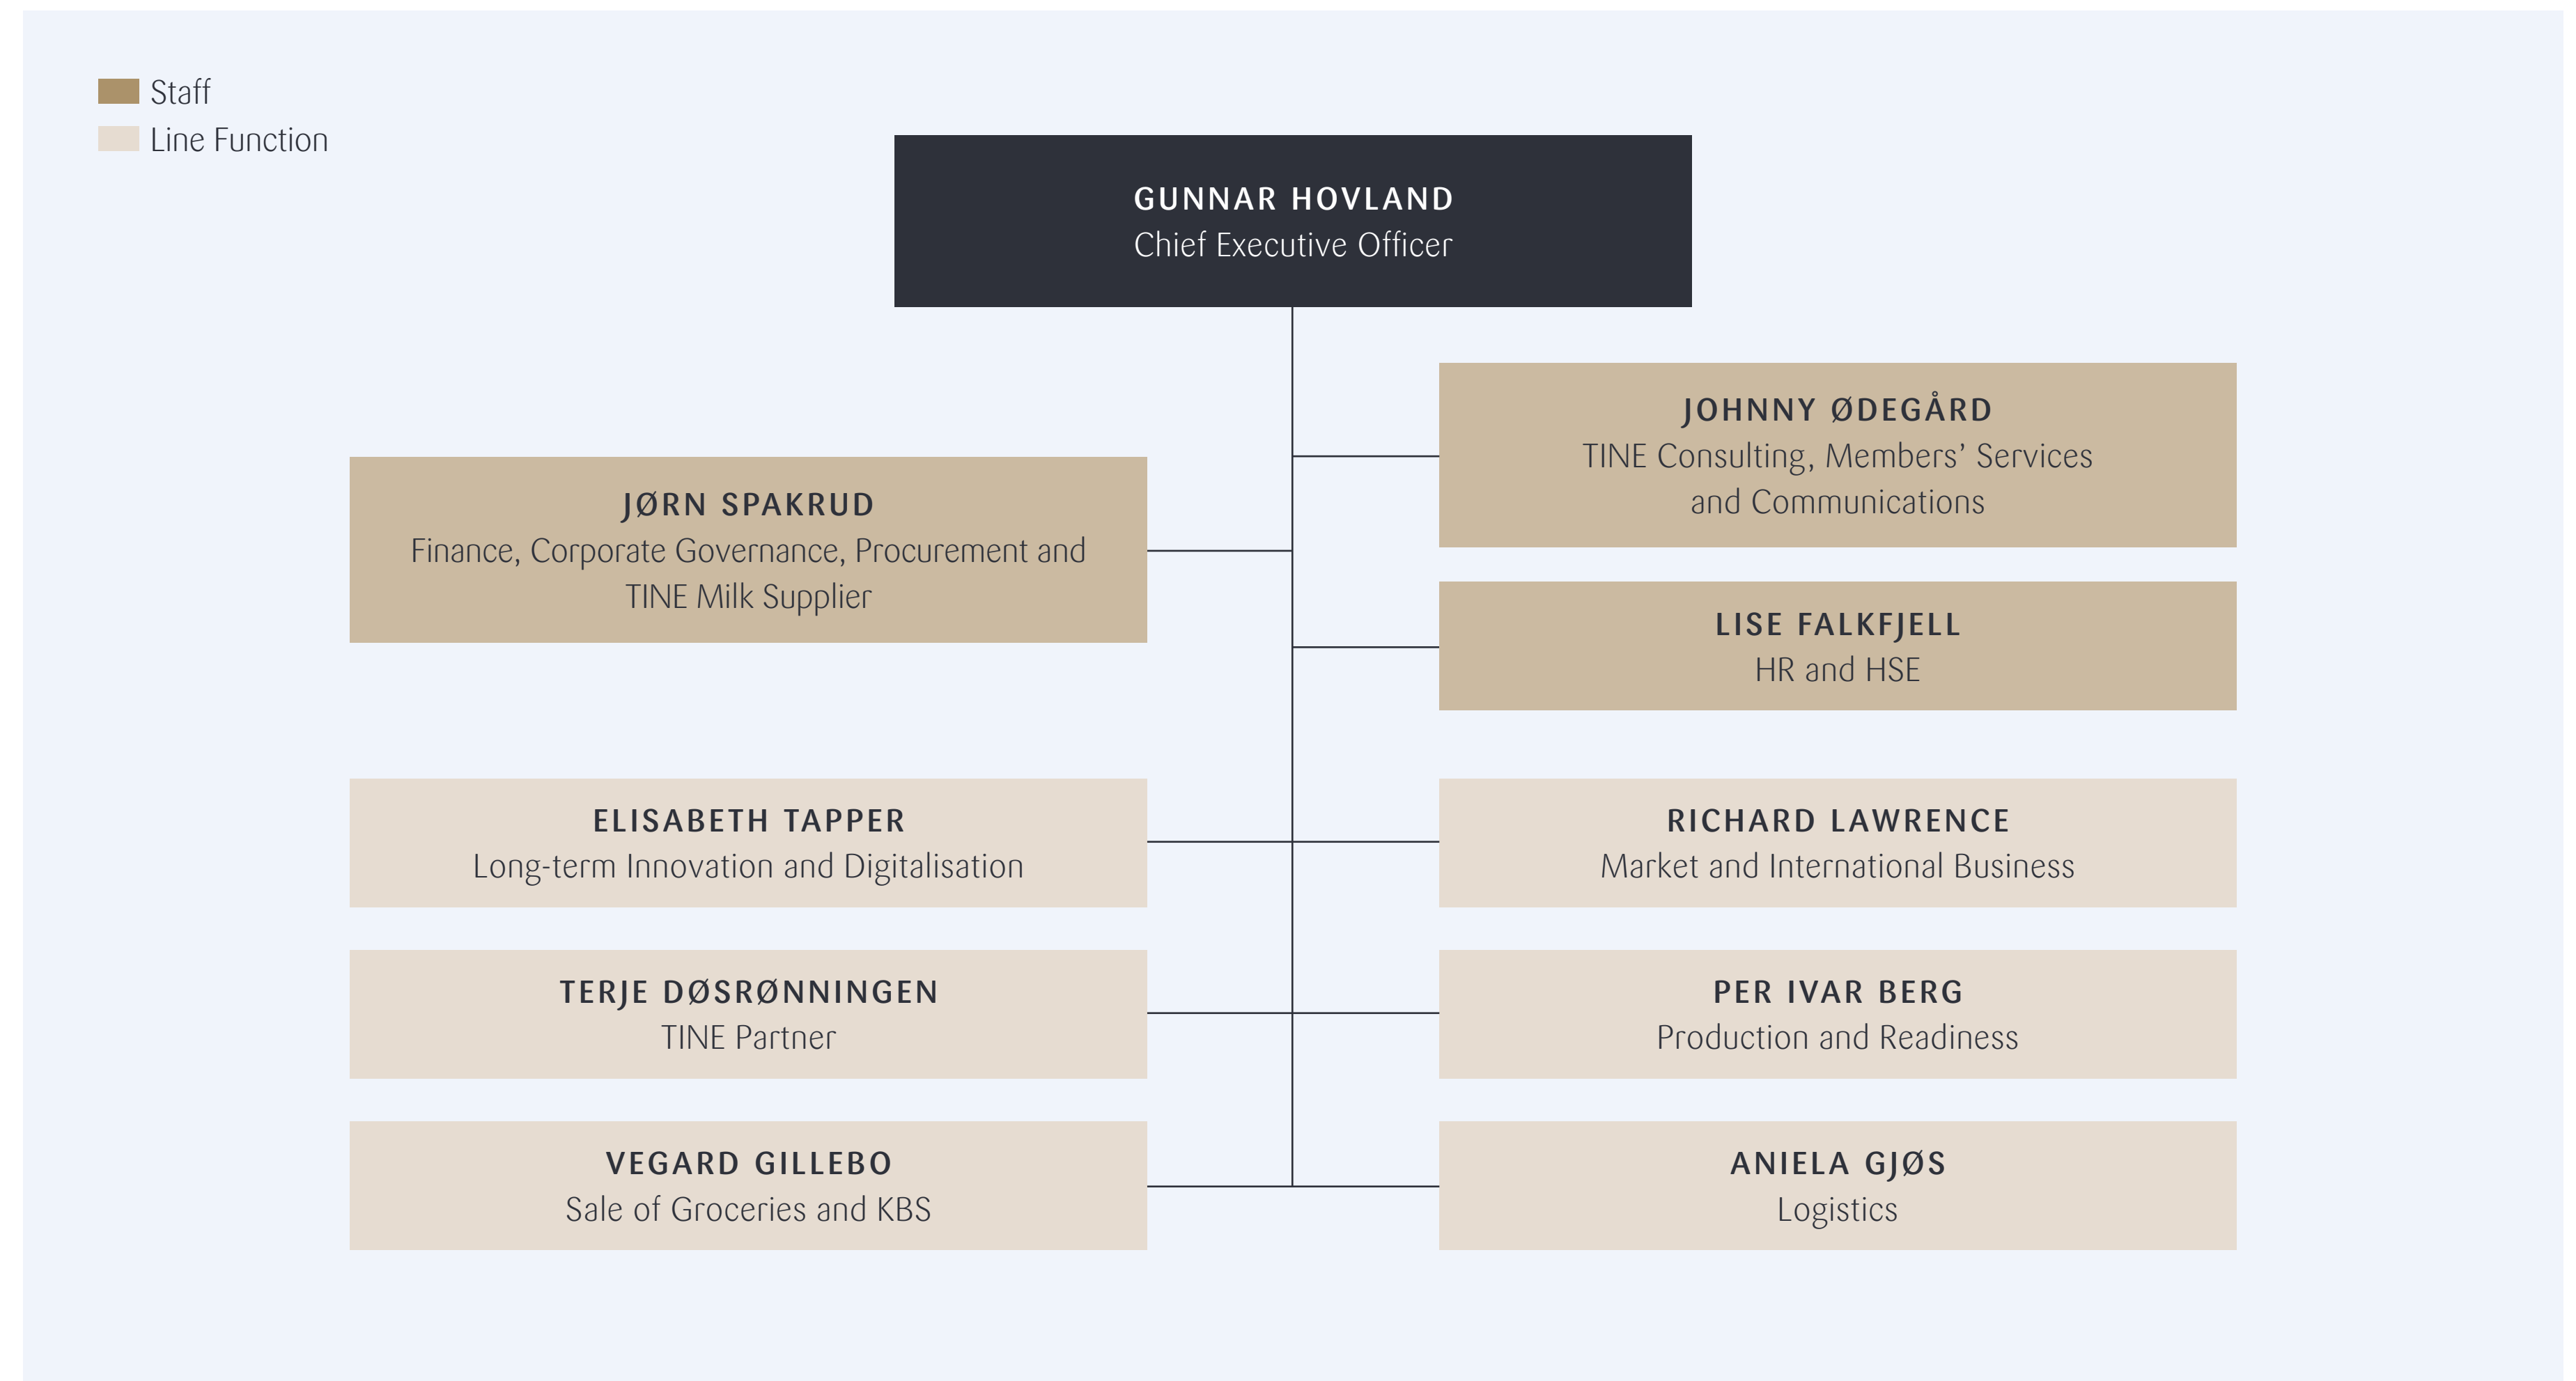 Staff
Line Function
GUNNAR HOVLAND
Chief Executive Officer
JOHNNY ØDEGÅRD
TINE Consulting, Members’ Services
and Communications
JØRN SPAKRUD
Finance, Corporate Governance, Procurement and
TINE Milk Supplier
LISE FALKFJELL
HR and HSE
ELISABETH TAPPER
Long-term Innovation and Digitalisation
RICHARD LAWRENCE
Market and International Business
TERJE DØSRØNNINGEN
TINE Partner
PER IVAR BERG
Production and Readiness
VEGARD GILLEBO
Sale of Groceries and KBS
ANIELA GJØS
Logistics